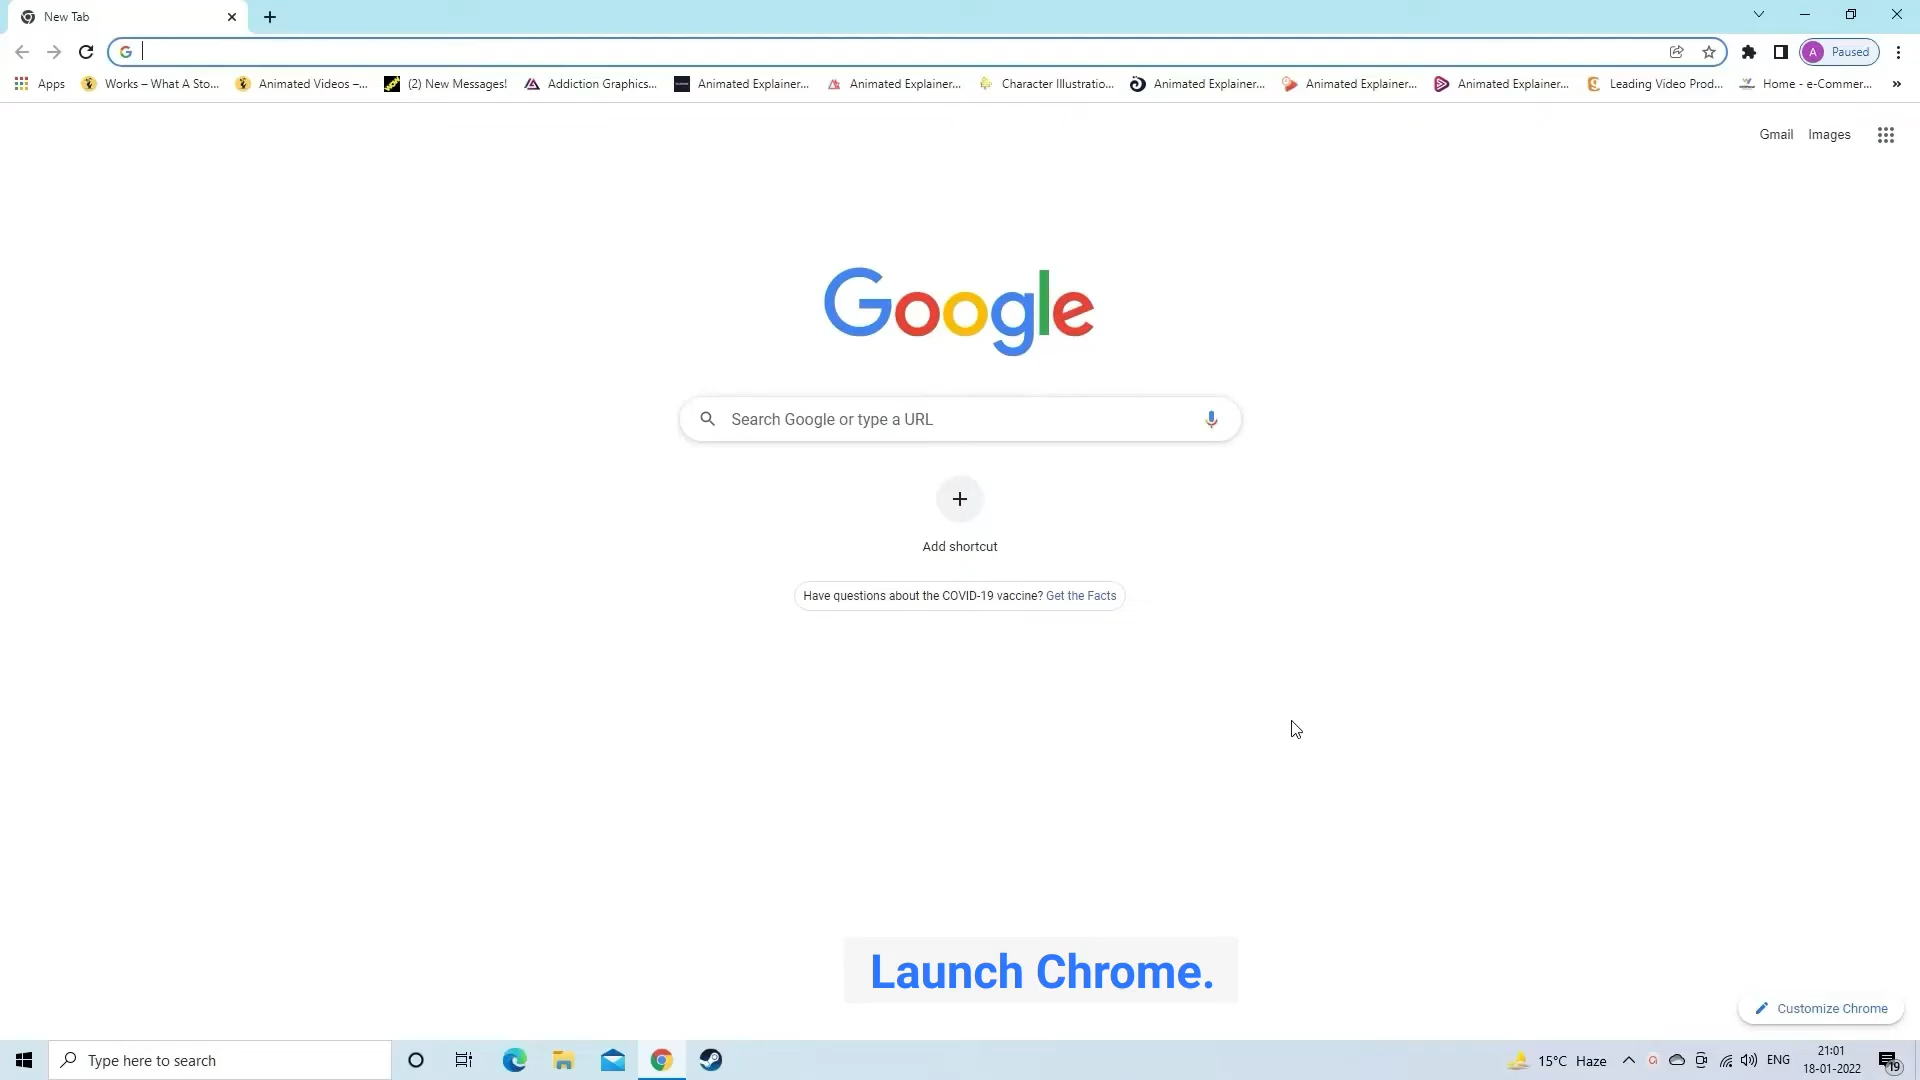 New Tab
Paused
Apps
Works – What A Sto...
Animated Videos –...
(2) New Messages!
Addiction Graphics...
Animated Explainer...
Animated Explainer...
Character Illustratio...
Animated Explainer...
Animated Explainer...
Animated Explainer...
Leading Video Prod...
Home - e-Commer...
Gmail
Images
Google
Search Google or type a URL
Add shortcut
Have questions about the COVID-19 vaccine? Get the Facts
Launch Chrome.
Customize Chrome
Type here to search
15°C Haze
ENG
21:01
18-01-2022
19